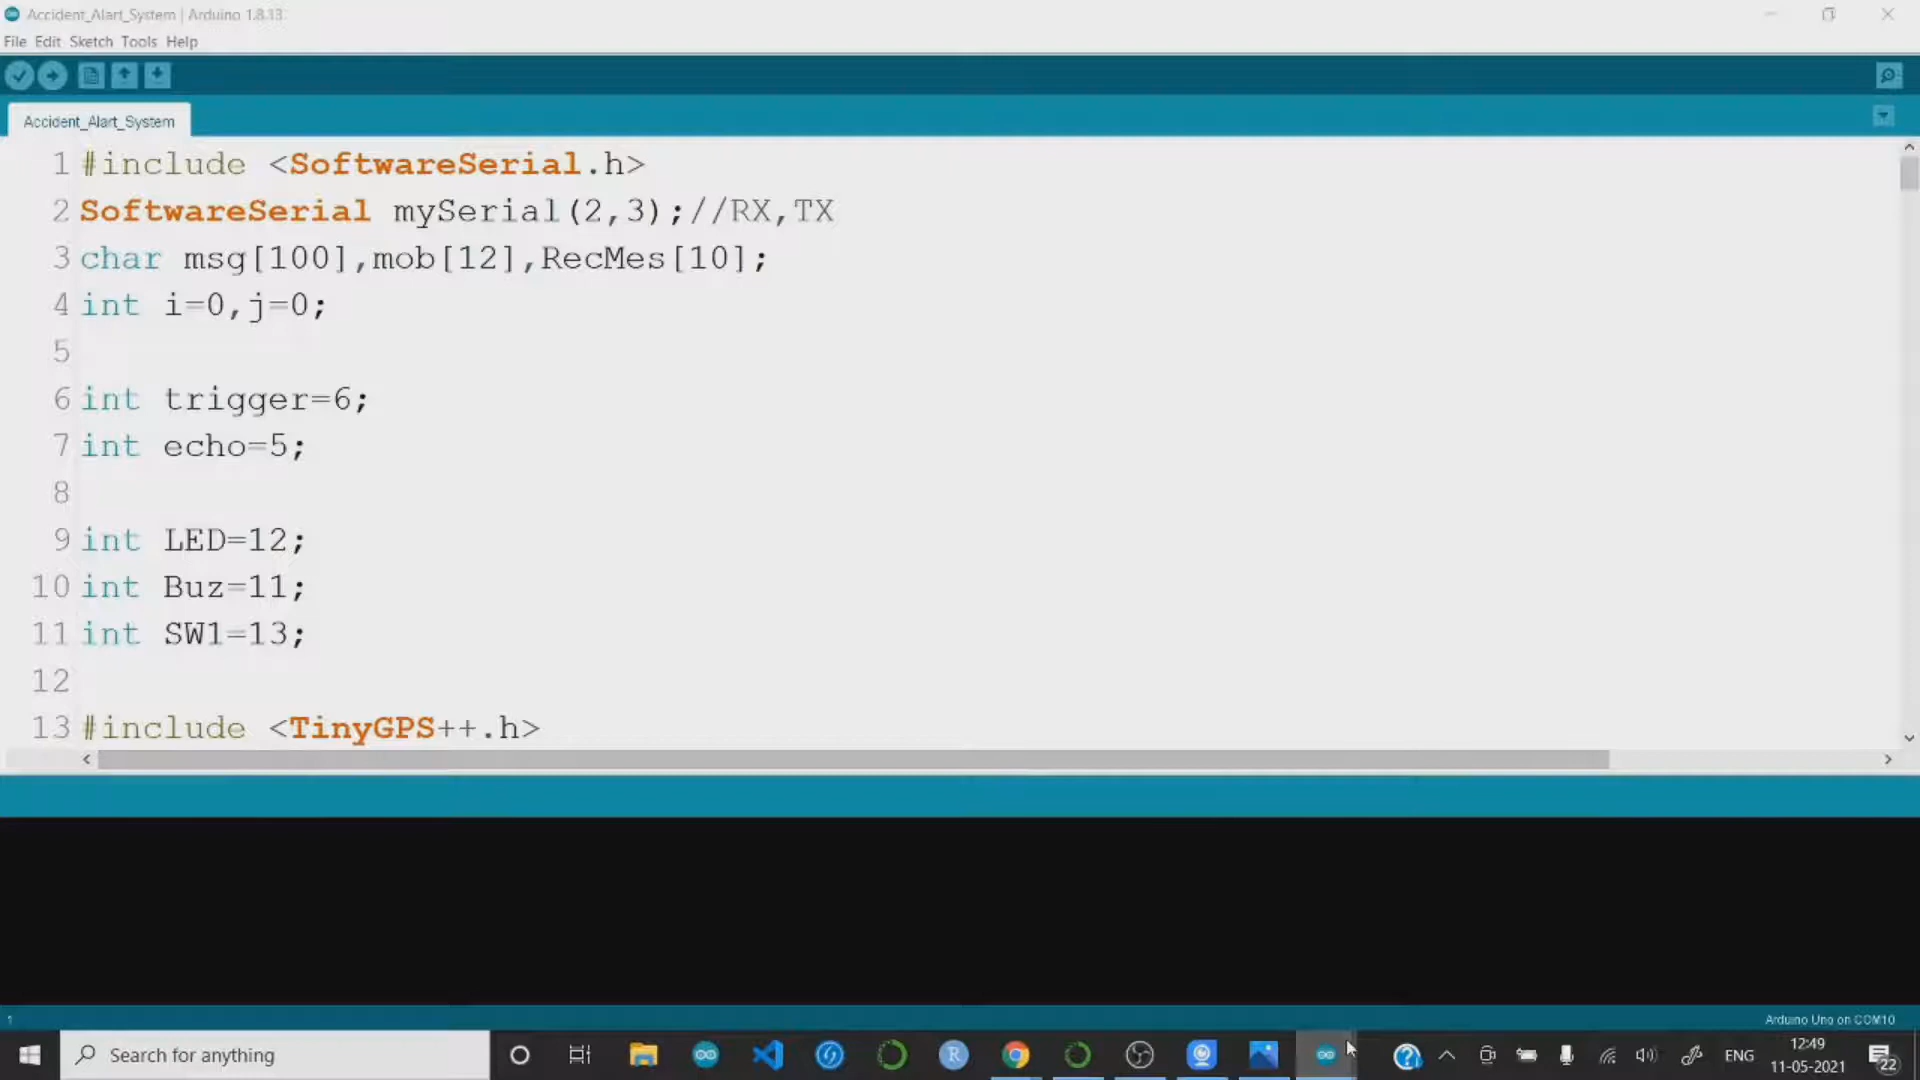 Accident_Alart_System | Arduino 1.8.13
File Edit Sketch Tools Help
Accident_Alart_System
1 #include <SoftwareSerial.h>
2 SoftwareSerial mySerial(2,3);//RX,TX
3 char msg[100],mob[12],RecMes[10];
4 int i=0,j=0;
5
6 int trigger=6;
7 int echo=5;
8
9 int LED=12;
10 int Buz=11;
11 int SW1=13;
12
13 #include <TinyGPS++.h>
1
Arduino Uno on COM10
Search for anything
R
ENG
12:49
11-05-2021
22